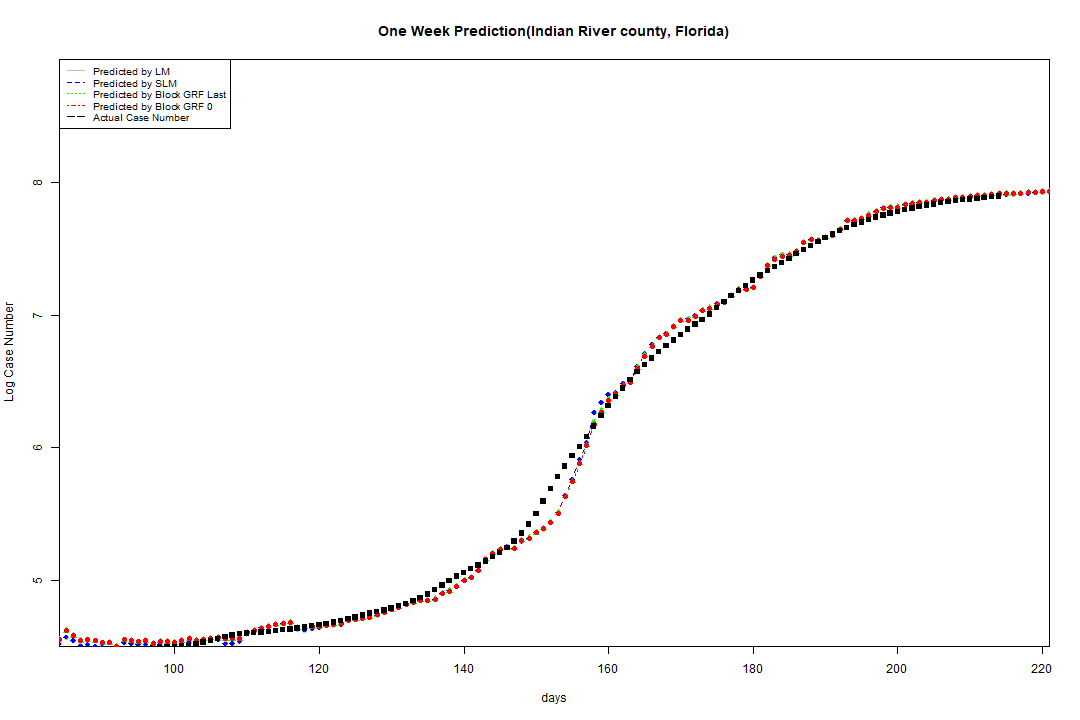 One Week Prediction(Indian River county, Florida)
Predicted by LM
Predicted by SLM
Predicted by Block GRF Last
Predicted by Block GRF 0
Actual Case Number
8
7
6
5
Log Case Number
100 120 140 160 180 200 220
days